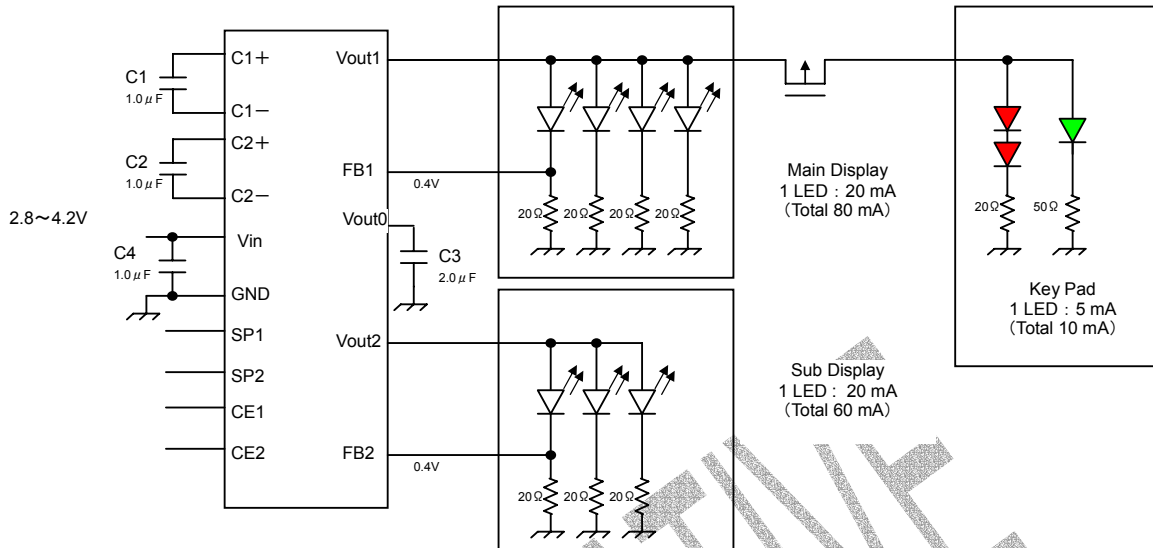 C1+
Vout1
C1
1.0μF
C1−
C2+
C2
1.0μF
C2−
FB1
0.4V
Vout0
2.8～4.2V
Vin
C4
1.0μF
GND
C3
2.0μF
SP1
SP2
CE1
CE2
Vout2
FB2
0.4V
20Ω 20Ω 20Ω 20Ω
Main Display
1 LED : 20 mA
(Total 80 mA)
20Ω 50Ω
Key Pad
1 LED : 5 mA
(Total 10 mA)
Sub Display
1 LED : 20 mA
(Total 60 mA)
20Ω 20Ω 20Ω